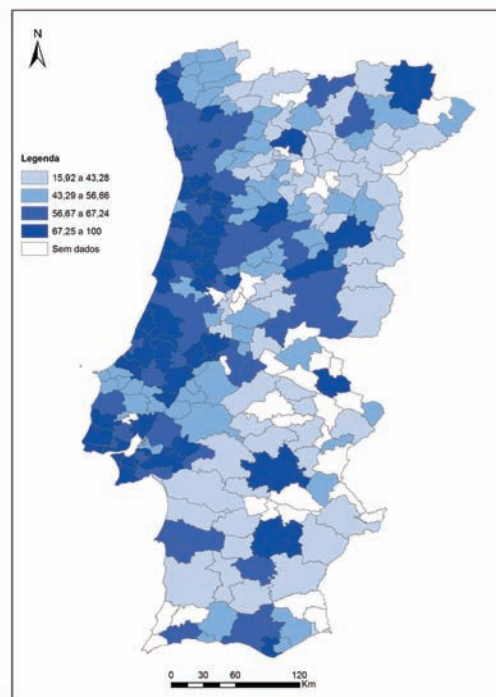 N
Legenda
15,92 a 43,28
43,29 a 56,66
56,67 a 67,24
67,25 a 100
Sem dados
0 30 60 120
Km